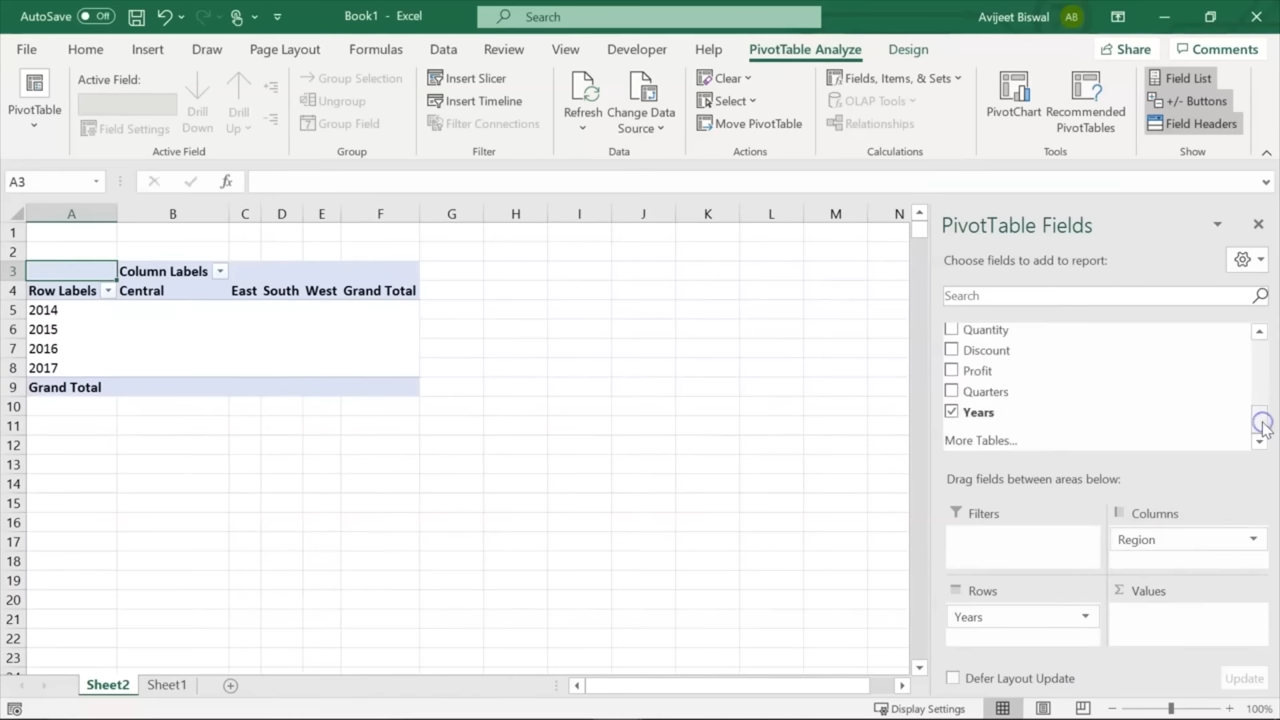 AutoSave Off Book1 - Excel Search Avijeet Biswal AB
File Home Insert Draw Page Layout Formulas Data Review View Developer Help PivotTable Analyze Design Share Comments
PivotTable
Active Field:
Field Settings
Drill Down
Drill Up
Active Field
Group Selection
Ungroup
Group Field
Group
Insert Slicer
Insert Timeline
Filter Connections
Filter
Refresh
Change Data Source
Data
Clear
Select
Move PivotTable
Actions
Fields, Items, & Sets
OLAP Tools
Relationships
Calculations
PivotChart
Recommended PivotTables
Tools
Field List
+/- Buttons
Field Headers
Show
A3 fx
A B C D E F G H I J K L M N
1
2
3 Column Labels
4 Row Labels Central East South West Grand Total
5 2014
6 2015
7 2016
8 2017
9 Grand Total
10
11
12
13
14
15
16
17
18
19
20
21
22
23
PivotTable Fields
Choose fields to add to report:
Search
Quantity
Discount
Profit
Quarters
Years
More Tables...
Drag fields between areas below:
Filters Columns
Region
Rows Σ Values
Years
Defer Layout Update Update
Sheet2 Sheet1
Display Settings 100%